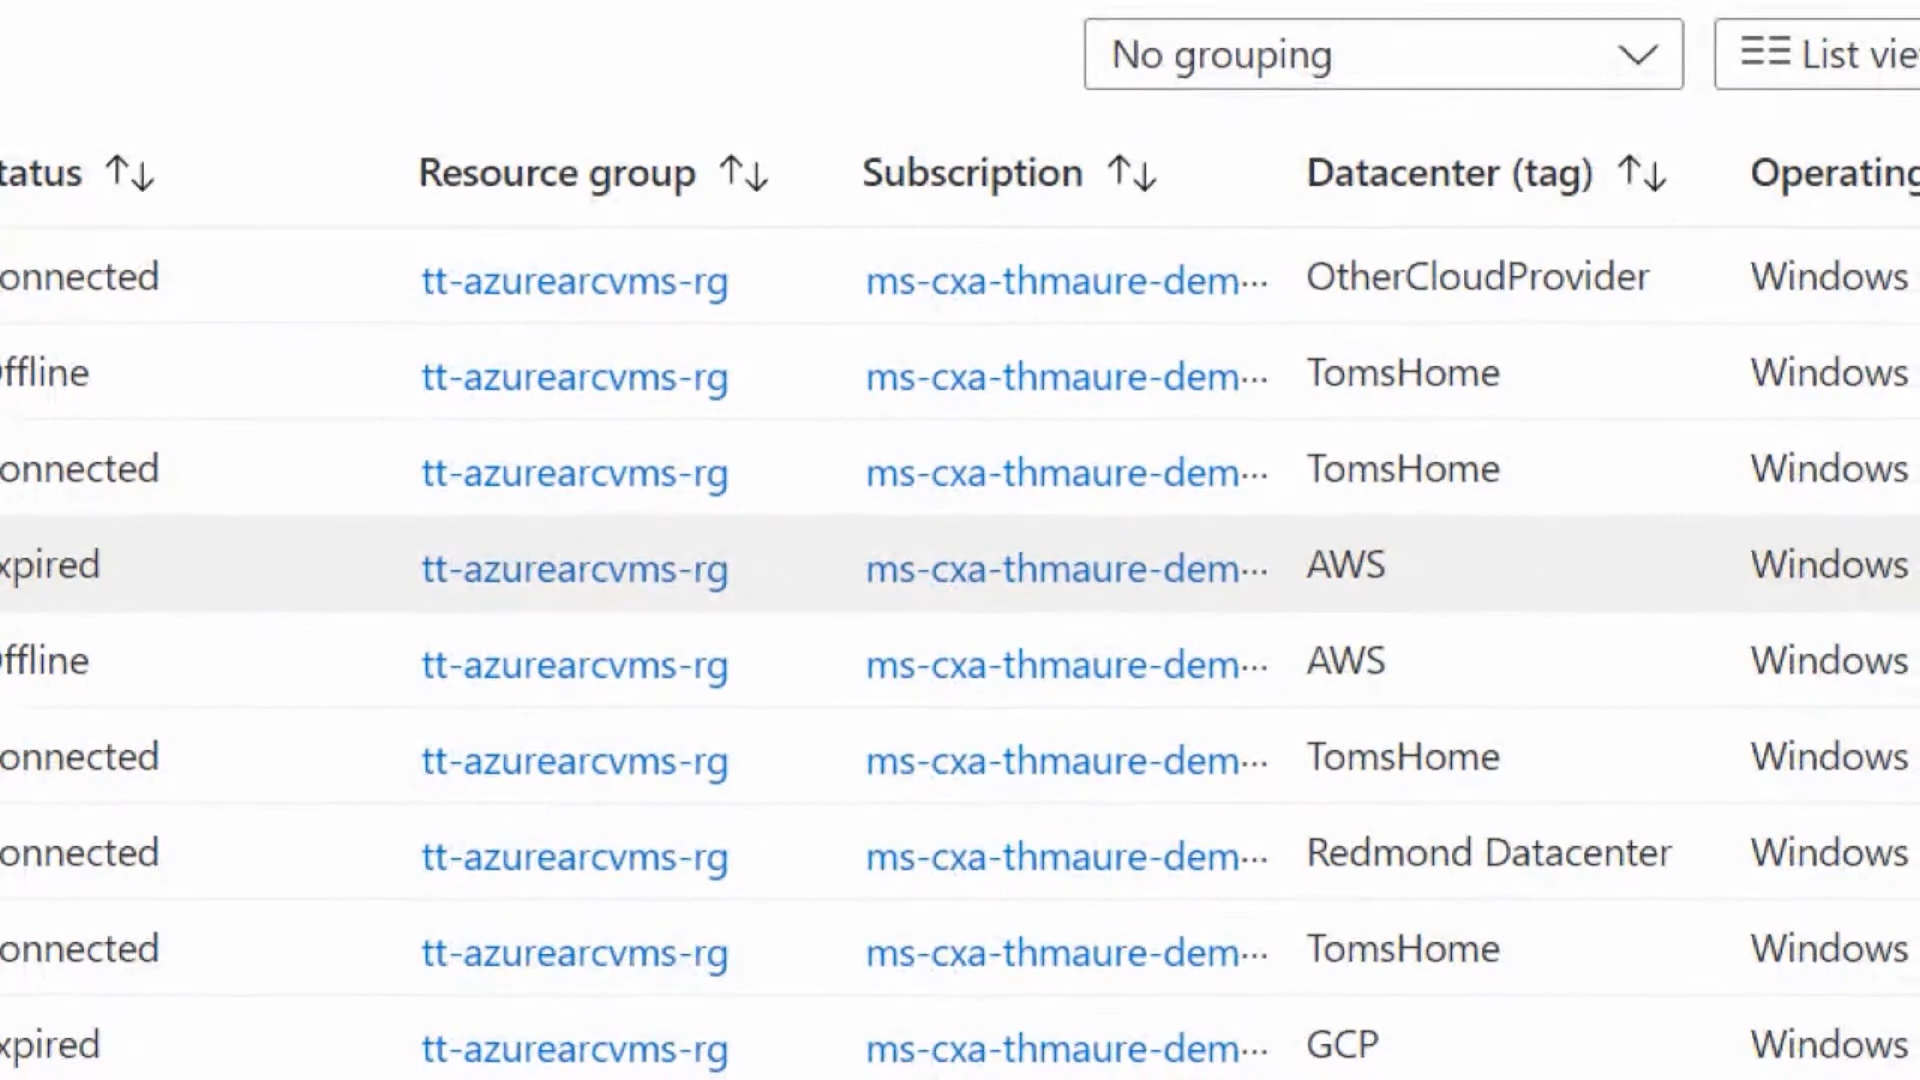 No grouping List vie
tatus Resource group Subscription Datacenter (tag) Operating
onnected tt-azurearcvms-rg ms-cxa-thmaure-dem... OtherCloudProvider Windows
ffline tt-azurearcvms-rg ms-cxa-thmaure-dem... TomsHome Windows
onnected tt-azurearcvms-rg ms-cxa-thmaure-dem... TomsHome Windows
xpired tt-azurearcvms-rg ms-cxa-thmaure-dem... AWS Windows
ffline tt-azurearcvms-rg ms-cxa-thmaure-dem... AWS Windows
onnected tt-azurearcvms-rg ms-cxa-thmaure-dem... TomsHome Windows
onnected tt-azurearcvms-rg ms-cxa-thmaure-dem... Redmond Datacenter Windows
onnected tt-azurearcvms-rg ms-cxa-thmaure-dem... TomsHome Windows
xpired tt-azurearcvms-rg ms-cxa-thmaure-dem... GCP Windows